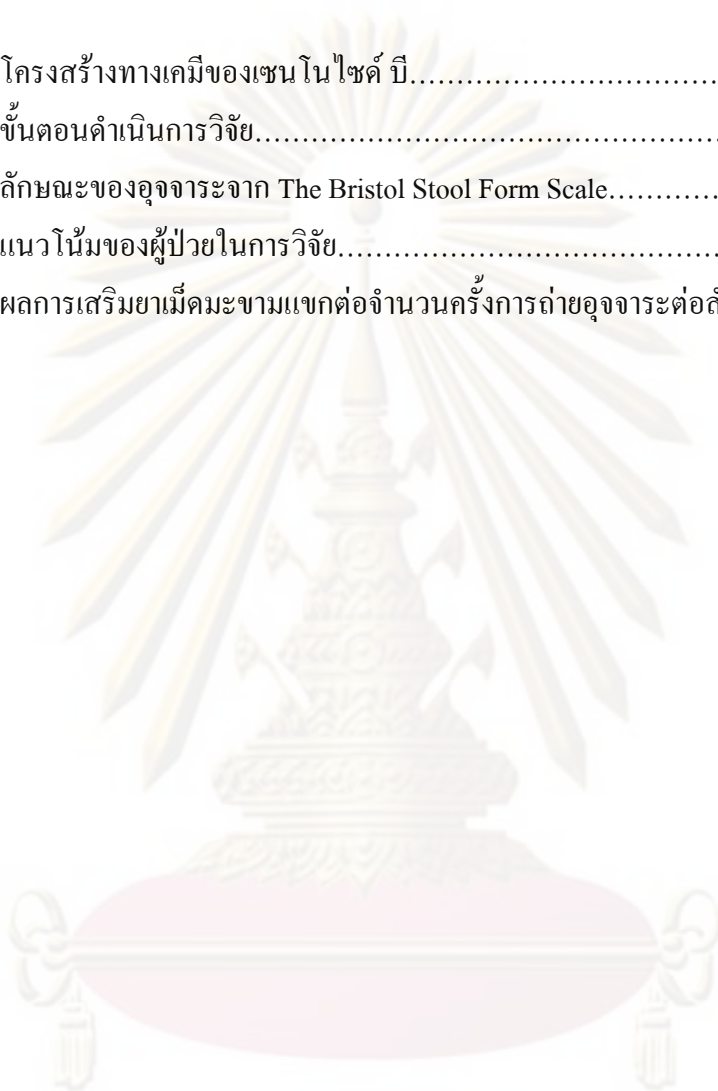 โครงสร้างทางเคมีของเซนโนไซด์ บี................................
ขั้นตอนดำเนินการวิจัย.................................................
ลักษณะของอุจจาระจาก The Bristol Stool Form Scale............
แนวโน้มของผู้ป่วยในการวิจัย........................................
ผลการเสริมยาเม็ดมะขามแขกต่อจำนวนครั้งการถ่ายอุจจาระต่อ